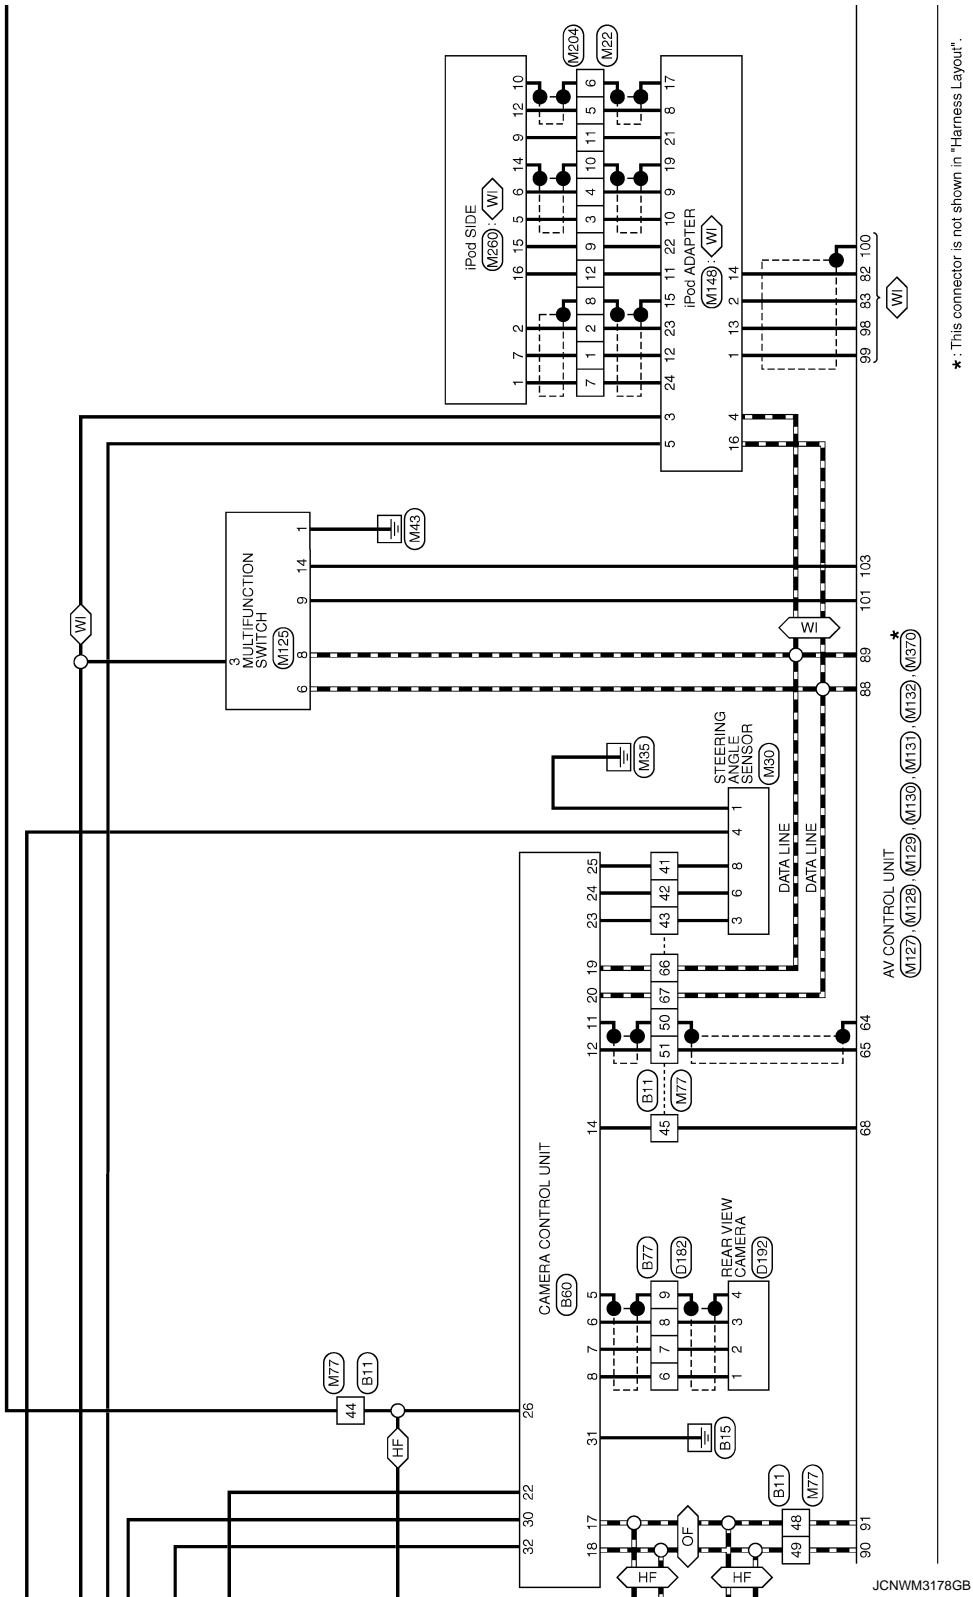 M204
M22
iPod SIDE
M260 : WI
10 12 9 14 6 5 15 16 2 7 1
6 5 11 10 4 3 9 12 8 2 1 7
17 8 21 19 9 10 22 11 15 23 12 24 3 5
iPod ADAPTER
M148 : WI
14 2 13 1 4 16
100 82 83 98 99
WI
★ : This connector is not shown in "Harness Layout".
WI
3
MULTIFUNCTION
SWITCH
M125
1 14 9 8 6
M43
WI
103 101 89 88
AV CONTROL UNIT
M127 , M128 , M129 , M130 , M131 , M132 , M370 ★
M35
STEERING
ANGLE
SENSOR
M30
1 4 8 6 3
DATA LINE
DATA LINE
25 24 23 19 20 11 12 14
41 42 43 66 67 50 51 45
B11
M77
64 65 68
CAMERA CONTROL UNIT
B60
5 6 7 8
9 8 7 6
B77
D182
4 3 2 1
REAR VIEW
CAMERA
D192
M77
B11
44
HF
26 22 30 32
31
B15
17 18
OF
HF
HF
B11
M77
48 49
91 90
JCNWM3178GB